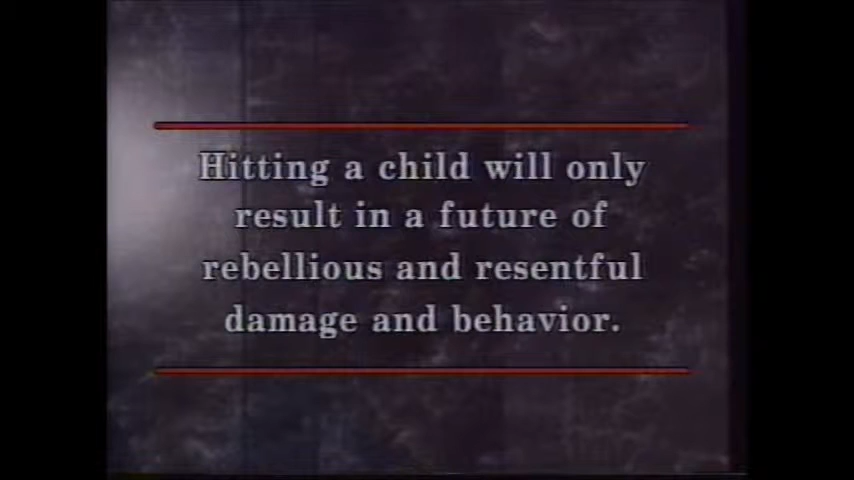 Hitting a child will only
result in a future of
rebellious and resentful
damage and behavior.